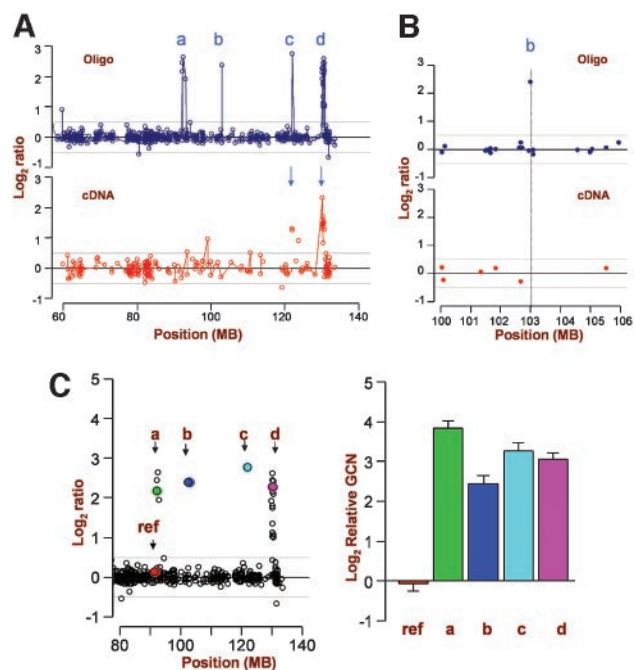 A
a b c d
Oligo
3
2
1
0
-1
Log2 ratio
cDNA
3
2
1
0
-1
60 80 100 120 140
Position (MB)
B
b
Oligo
3
2
1
0
-1
Log2 ratio
cDNA
3
2
1
0
-1
100 101 102 103 104 105 106
Position (MB)
C
5
4
3
2
1
0
-1
Log2 ratio
a b c d
ref
80 100 120 140
Position (MB)
5
4
3
2
1
0
-1
Log2 Relative GCN
ref a b c d